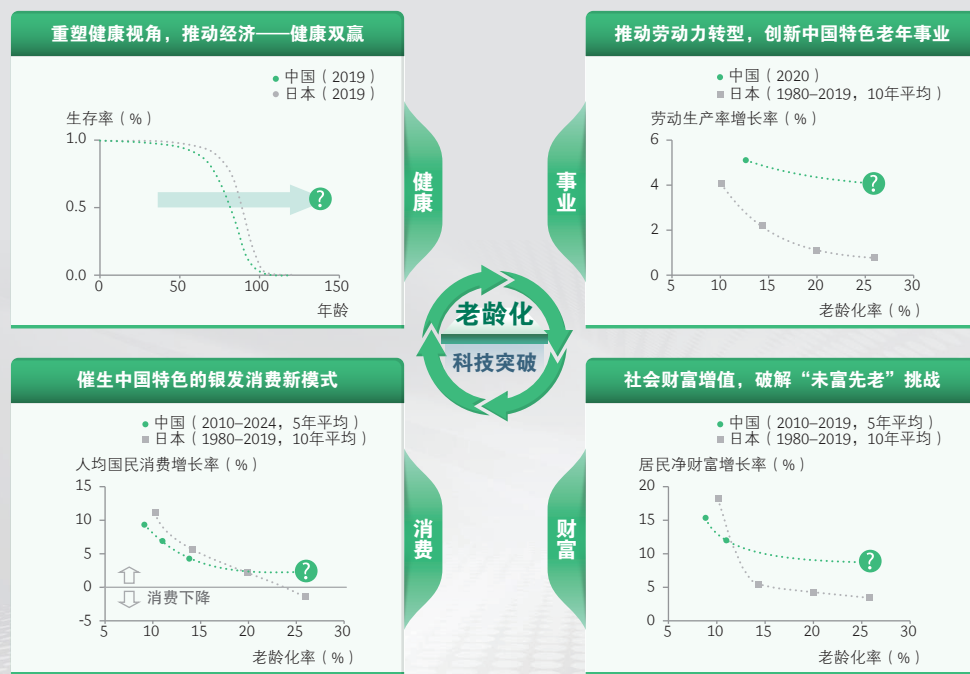 重塑健康视角，推动经济——健康双赢
中国（2019）
日本（2019）
生存率（%）
1.0
0.5
0.0
0
50
100
150
年龄
?
健康
推动劳动力转型，创新中国特色老年事业
中国（2020）
日本（1980–2019，10年平均）
劳动生产率增长率（%）
6
4
2
0
5
10
15
20
25
30
老龄化率（%）
?
事业
老龄化
科技突破
催生中国特色的银发消费新模式
中国（2010–2024，5年平均）
日本（1980–2019，10年平均）
人均国民消费增长率（%）
15
10
5
0
-5
消费下降
5
10
15
20
25
30
老龄化率（%）
?
消费
社会财富增值，破解“未富先老”挑战
中国（2010–2019，5年平均）
日本（1980–2019，10年平均）
居民净财富增长率（%）
20
15
10
5
0
5
10
15
20
25
30
老龄化率（%）
?
财富